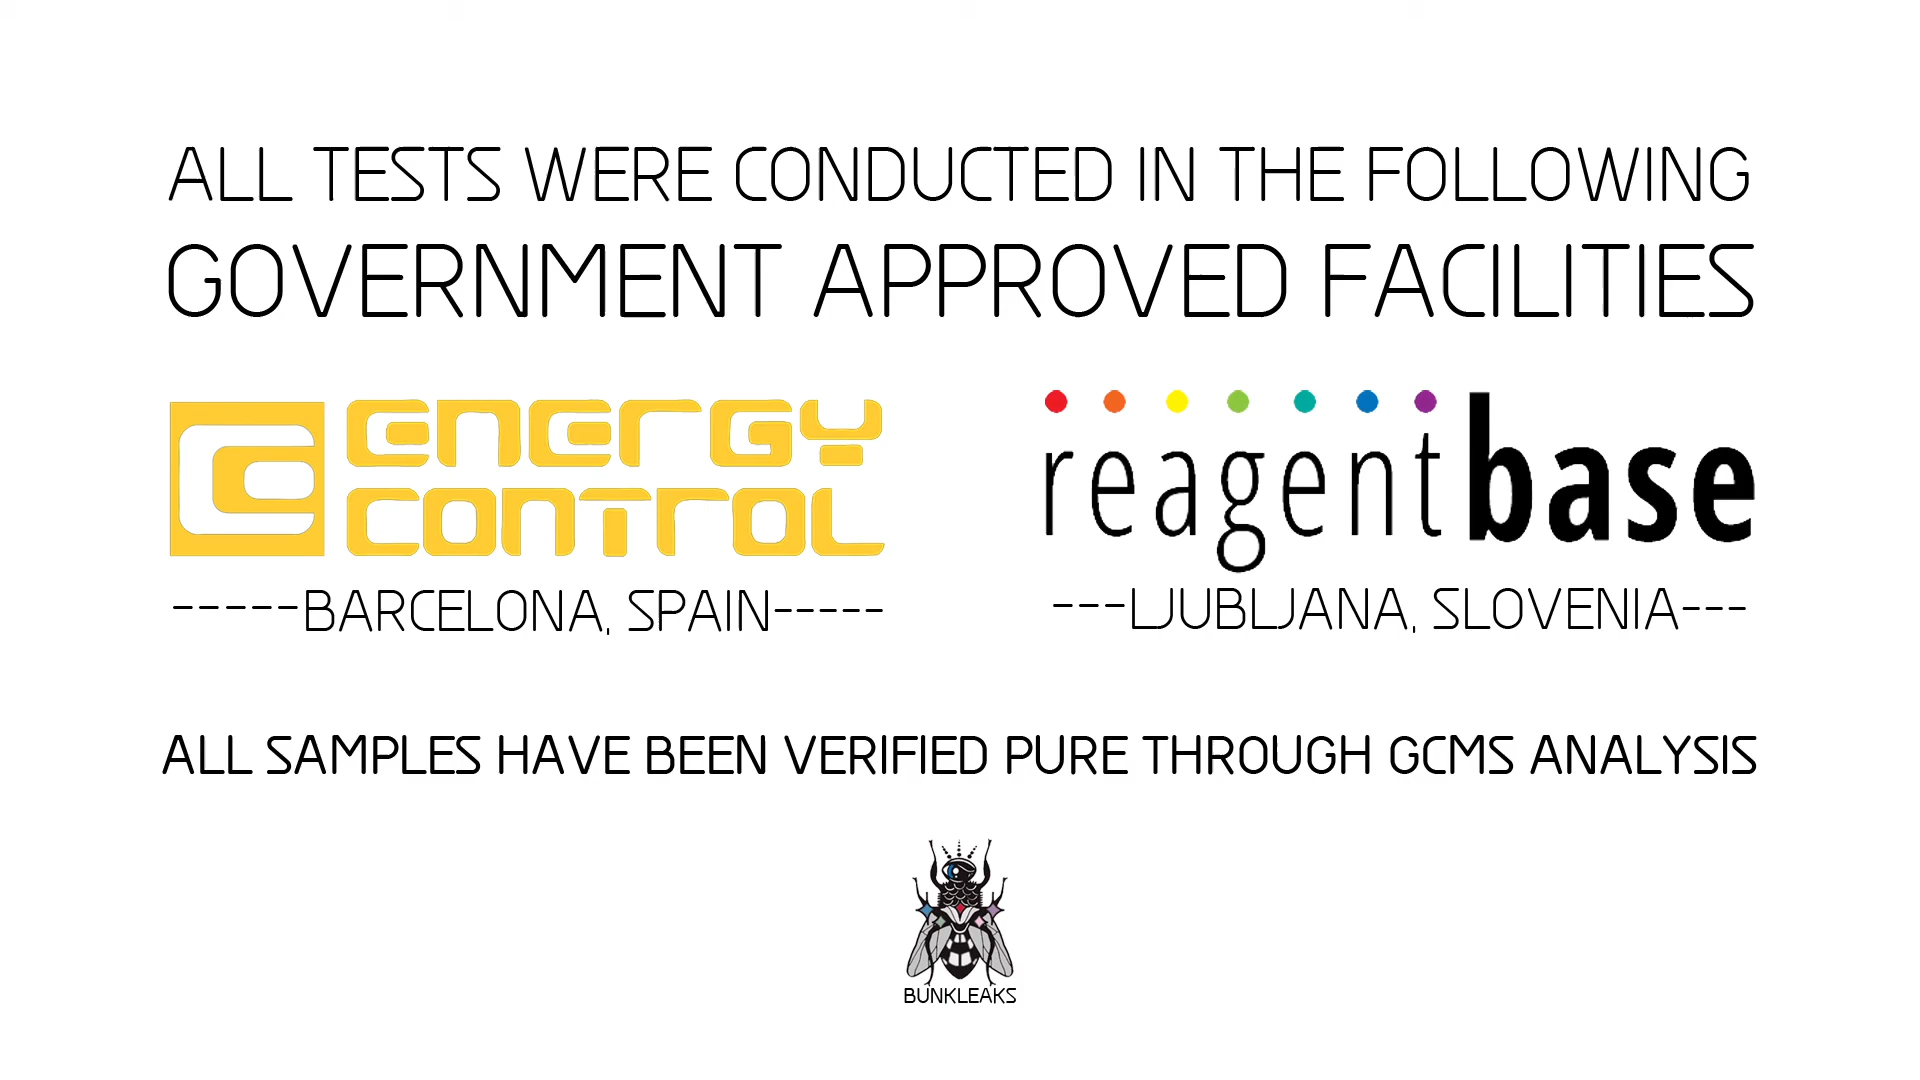 ALL TESTS WERE CONDUCTED IN THE FOLLOWING
GOVERNMENT APPROVED FACILITIES
energy
control
-----BARCELONA, SPAIN-----
reagentbase
---LJUBLJANA, SLOVENIA---
ALL SAMPLES HAVE BEEN VERIFIED PURE THROUGH GCMS ANALYSIS
BUNKLEAKS